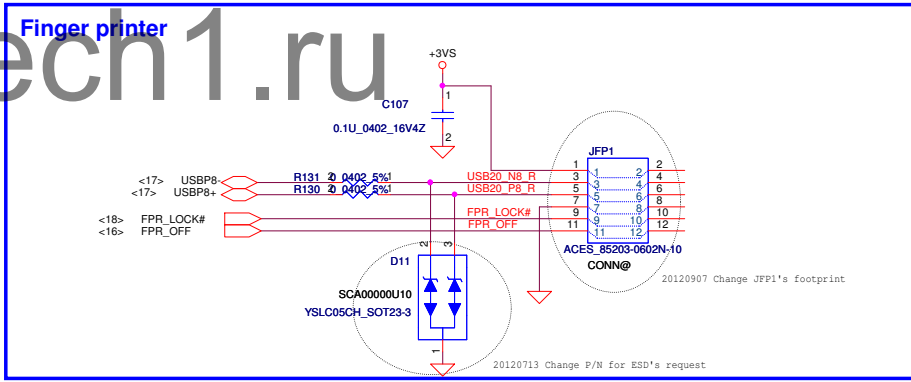 Finger printer
ech1.ru
+3VS
1
C107
0.1U_0402_16V4Z
2
JFP1
1 2
<17> USBP8- R131 2 0_0402_5% 1 USB20_N8_R 3 3 2 4
<17> USBP8+ R130 2 0_0402_5% 1 USB20_P8_R 5 5 6 6
7 7 8 8
<18> FPR_LOCK# FPR_LOCK# 9 9 10 10
<16> FPR_OFF FPR_OFF 11 11 12 12
ACES_85203-0602N-10
CONN@
20120907 Change JFP1's footprint
2 3
D11
SCA00000U10
YSLC05CH_SOT23-3
1
20120713 Change P/N for ESD's request